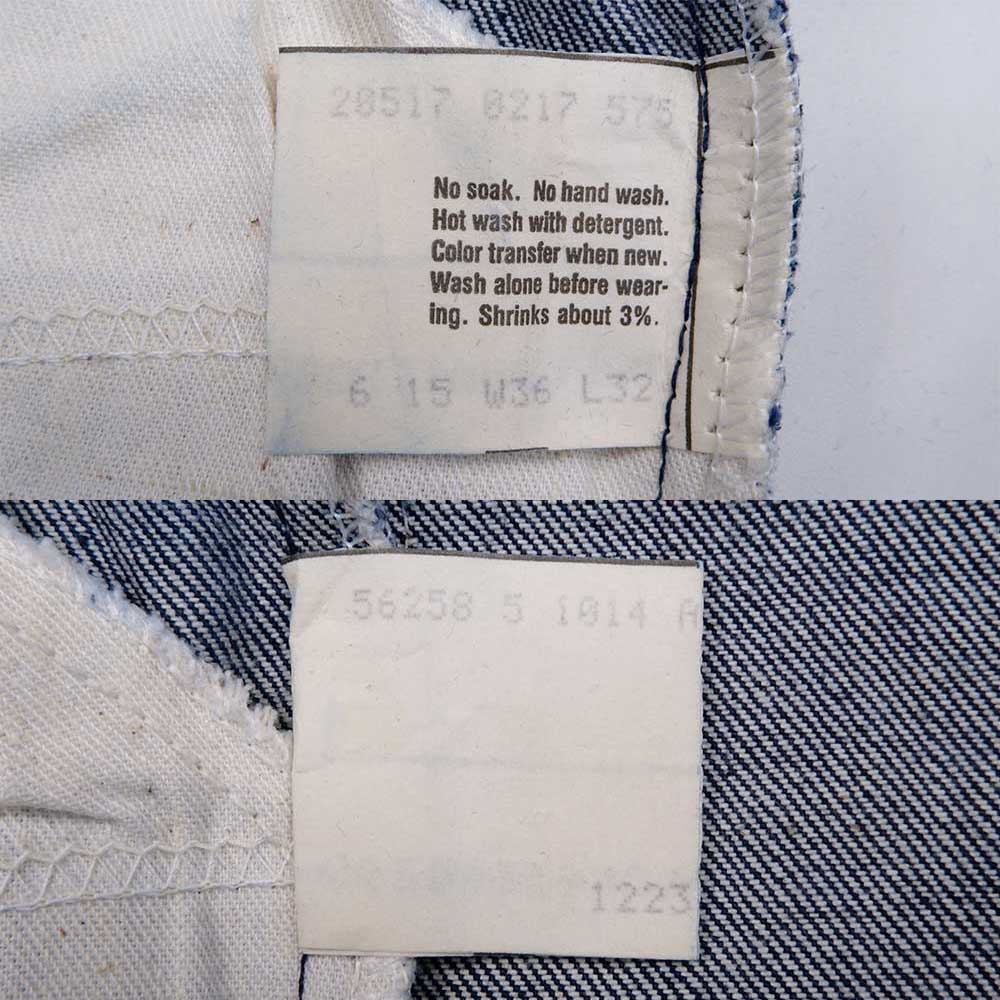 20517 0217 575
No soak. No hand wash.
Hot wash with detergent.
Color transfer when new.
Wash alone before wear-
ing. Shrinks about 3%.
6 15 W36 L32
56258 5 1014 A
1223